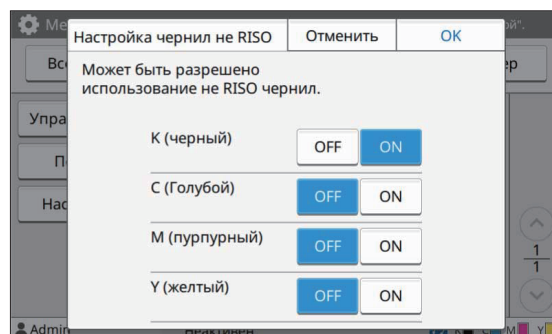 Настройка чернил не RISO
Отменить
OK
Может быть разрешено
использование не RISO чернил.
K (черный)
OFF
ON
C (Голубой)
OFF
ON
M (пурпурный)
OFF
ON
Y (желтый)
OFF
ON
1
1
Admin